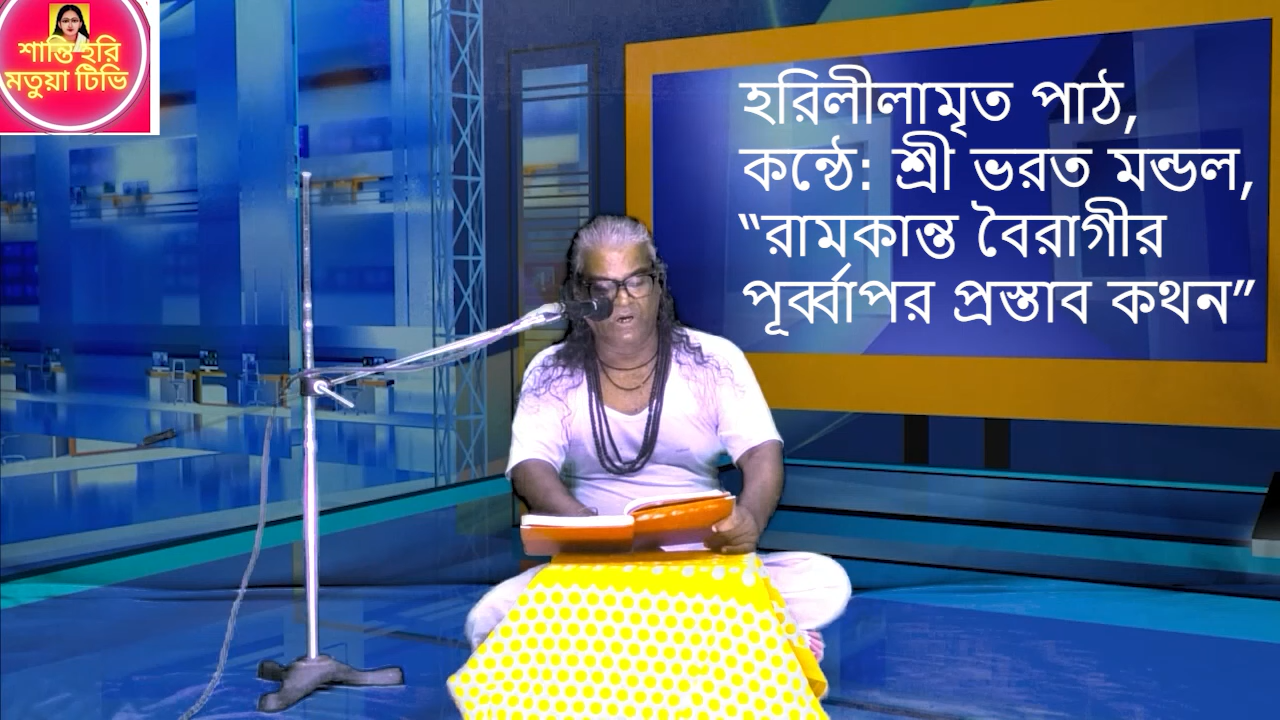 শান্তি হরি
মতুয়া টিভি
হরিলীলামৃত পাঠ,
কন্ঠে: শ্রী ভরত মন্ডল,
“রামকান্ত বৈরাগীর
পূর্ব্বাপর প্রস্তাব কথন”